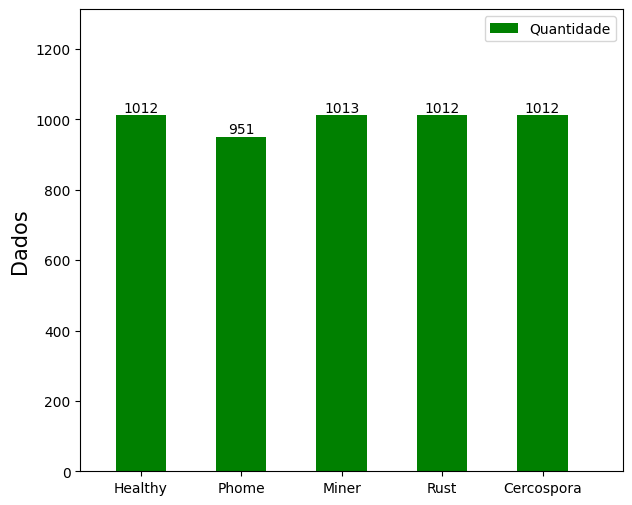 Quantidade
1200
1000
800
600
400
200
0
Dados
1012
951
1013
1012
1012
Healthy
Phome
Miner
Rust
Cercospora